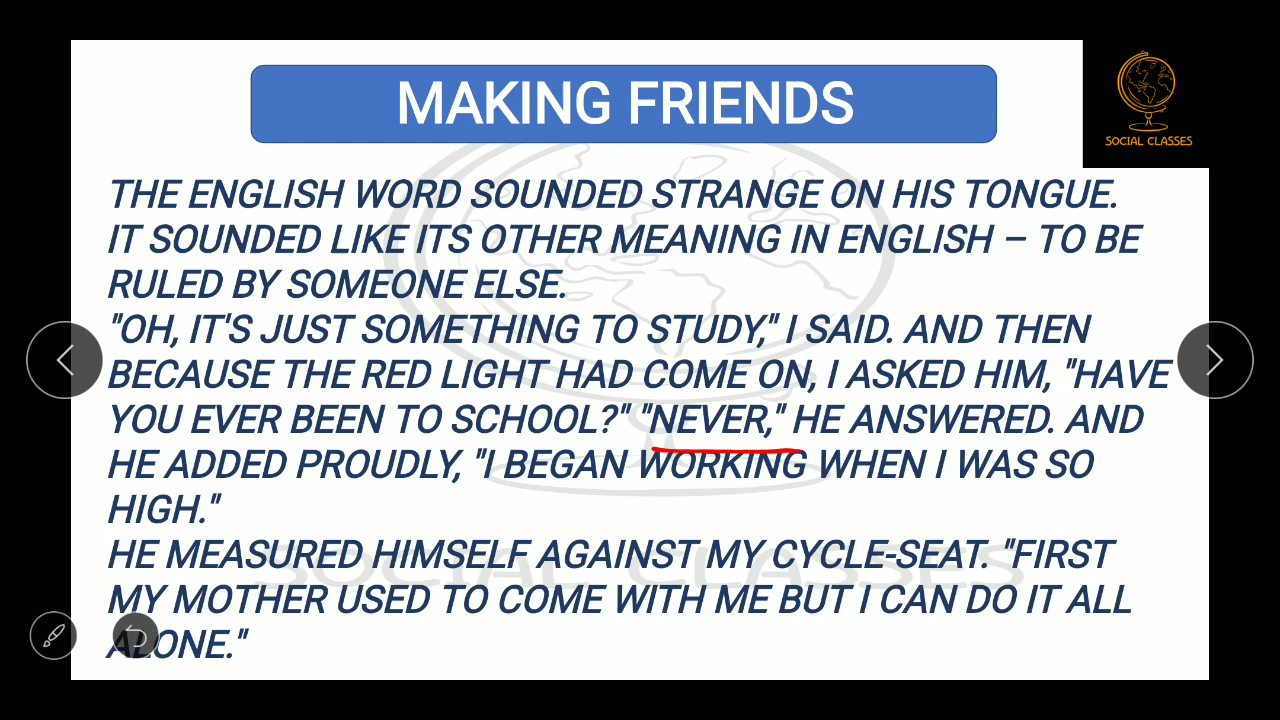 MAKING FRIENDS
SOCIAL CLASSES
THE ENGLISH WORD SOUNDED STRANGE ON HIS TONGUE.
IT SOUNDED LIKE ITS OTHER MEANING IN ENGLISH – TO BE
RULED BY SOMEONE ELSE.
"OH, IT'S JUST SOMETHING TO STUDY," I SAID. AND THEN
BECAUSE THE RED LIGHT HAD COME ON, I ASKED HIM, "HAVE
YOU EVER BEEN TO SCHOOL?" "NEVER," HE ANSWERED. AND
HE ADDED PROUDLY, "I BEGAN WORKING WHEN I WAS SO
HIGH."
HE MEASURED HIMSELF AGAINST MY CYCLE-SEAT. "FIRST
MY MOTHER USED TO COME WITH ME BUT I CAN DO IT ALL
ALONE."
SOCIAL CLASSES